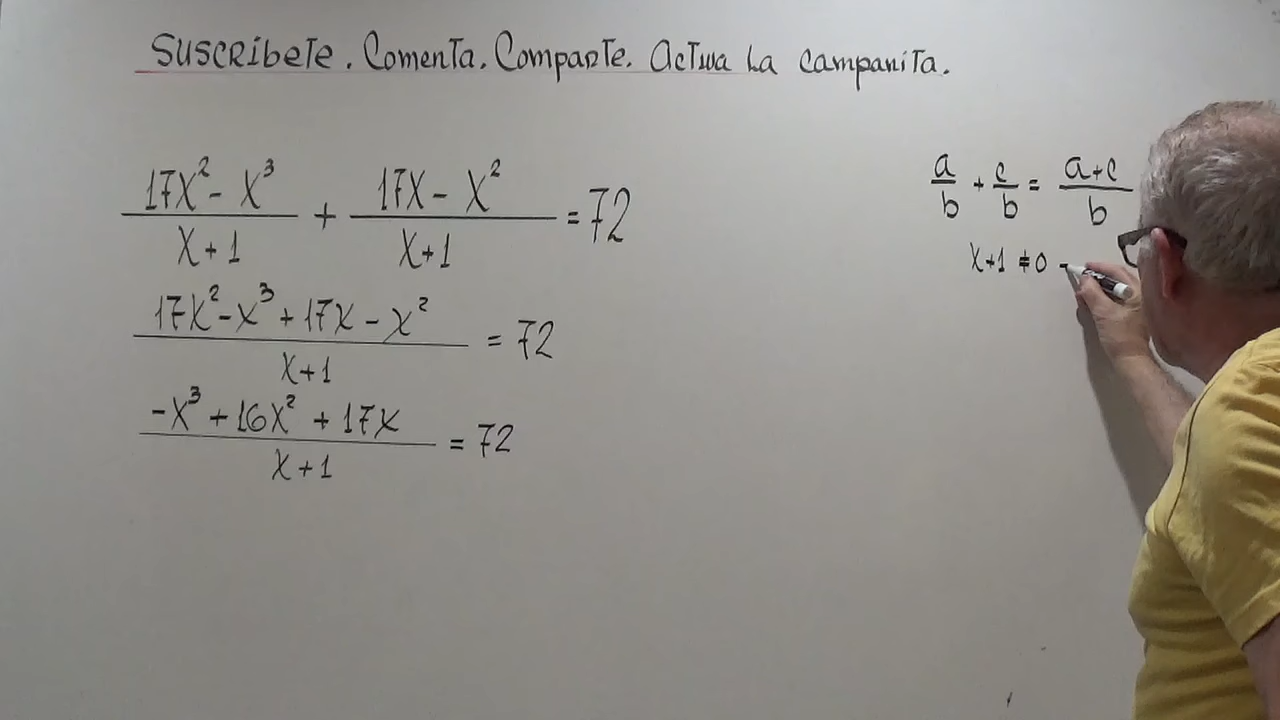 Suscríbete. Comenta. Comparte. Activa La campanita.
17X² - X³ / X+1 + 17X - X² / X+1 = 72
17X² - X³ + 17X - X² / X+1 = 72
-X³ + 16X² + 17X / X+1 = 72
a/b + c/b = a+c/b
X+1 ≠0